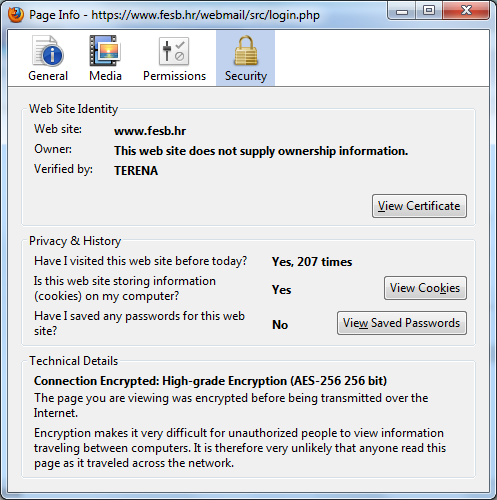 Page Info - https://www.fesb.hr/webmail/src/login.php
General Media Permissions Security
Web Site Identity
Web site: www.fesb.hr
Owner: This web site does not supply ownership information.
Verified by: TERENA
View Certificate
Privacy & History
Have I visited this web site before today? Yes, 207 times
Is this web site storing information
(cookies) on my computer? Yes View Cookies
Have I saved any passwords for this web
site? No View Saved Passwords
Technical Details
Connection Encrypted: High-grade Encryption (AES-256 256 bit)
The page you are viewing was encrypted before being transmitted over the
Internet.
Encryption makes it very difficult for unauthorized people to view information
traveling between computers. It is therefore very unlikely that anyone read this
page as it traveled across the network.